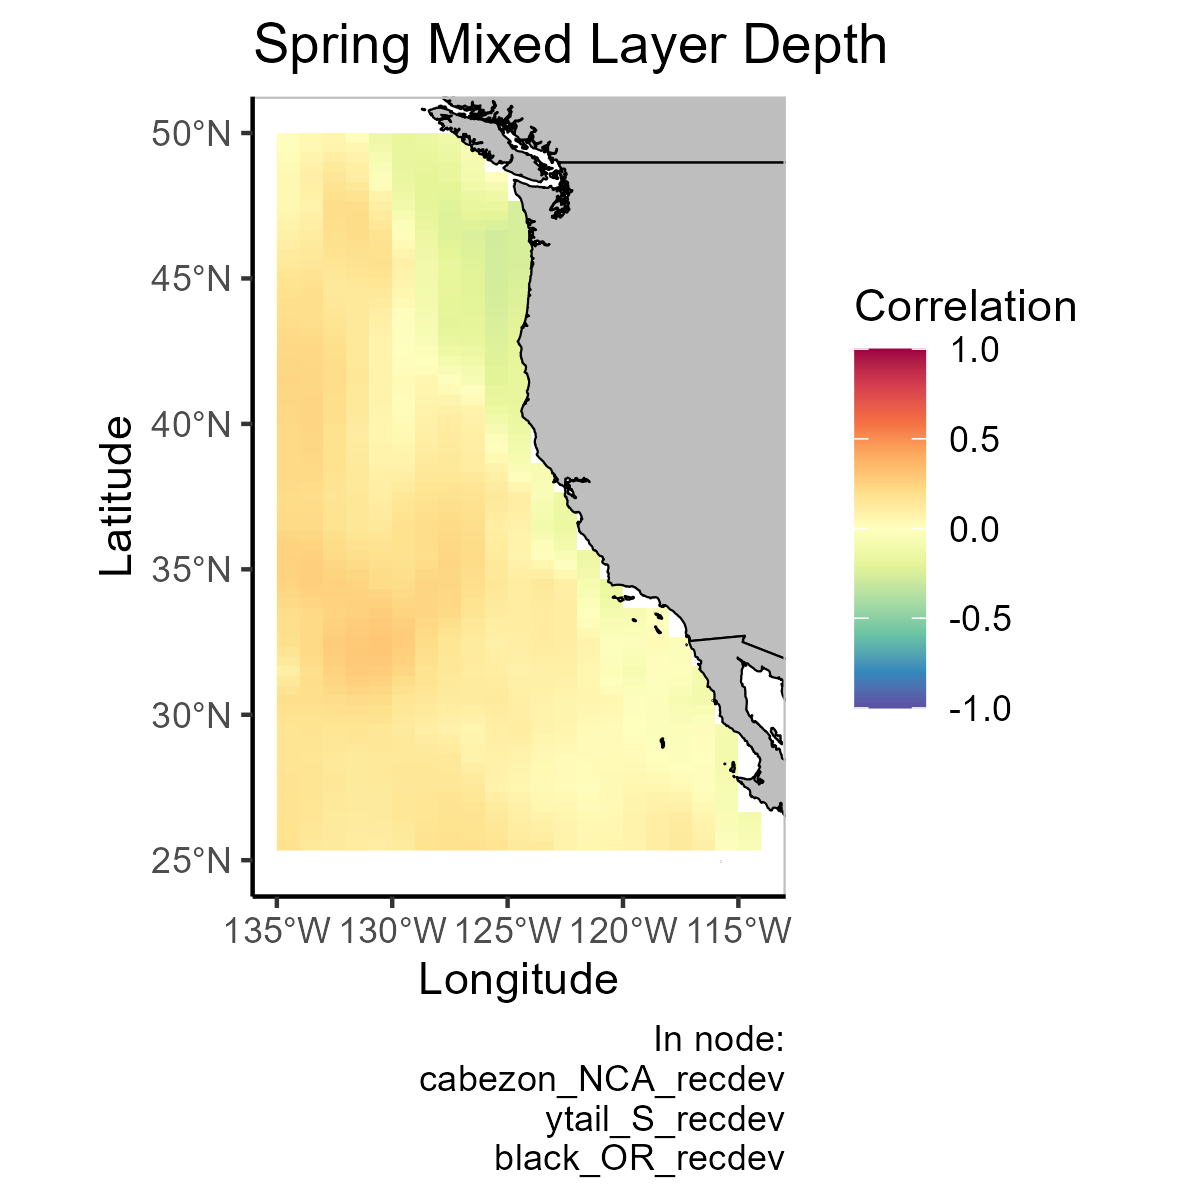 Spring Mixed Layer Depth
50°N
45°N
40°N
35°N
30°N
25°N
Latitude
135°W 130°W 125°W 120°W 115°W
Longitude
Correlation
1.0
0.5
0.0
-0.5
-1.0
In node:
cabezon_NCA_recdev
ytail_S_recdev
black_OR_recdev